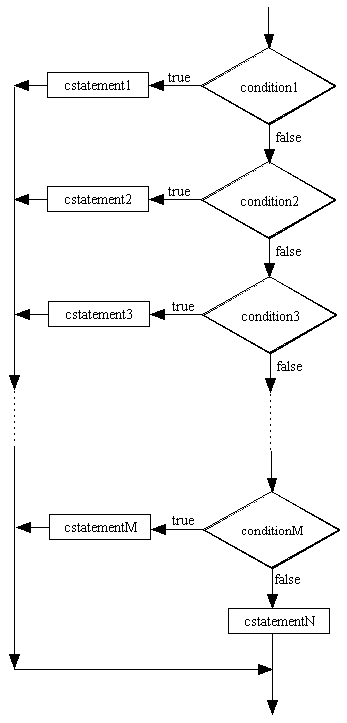 cstatement1
true
condition1
false
cstatement2
true
condition2
false
cstatement3
true
condition3
false
cstatementM
true
conditionM
false
cstatementN